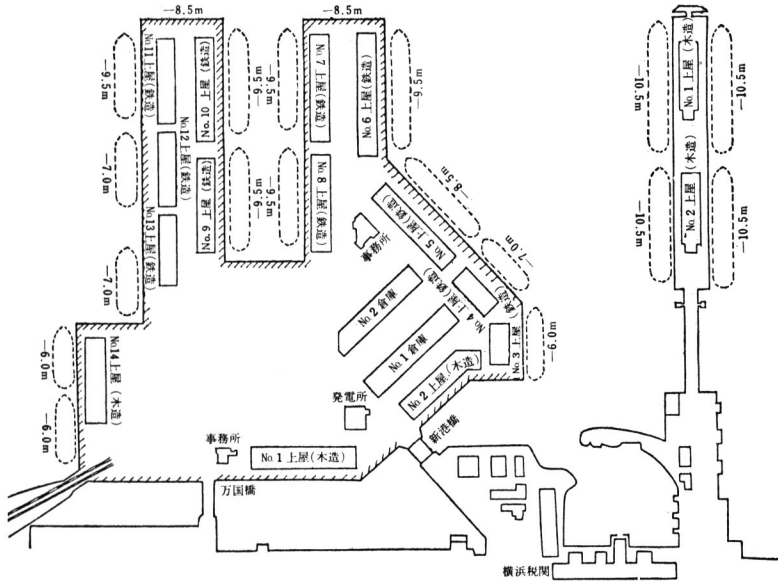 −8.5m
−8.5m
No.11上屋(鉄造)
No.10 上屋 (鉄造)
No.12上屋(鉄造)
No.9 上屋 (鉄造)
No.13上屋(鉄造)
No.14上屋 (木造)
−9.5m
−7.0m
−7.0m
−6.0m
−6.0m
−9.5m
−9.5m
−9.5m
−9.5m
No.7 上屋(鉄造)
No.8 上屋(鉄造)
No.6 上屋(鉄造)
−9.5m
−8.5m
−7.0m
−6.0m
No.5 上屋(鉄造)
No.4 上屋(鉄造)
No.3 上屋
(鉄造)
No.2 上屋(木造)
No.1 上屋(木造)
No.2 倉庫
No.1 倉庫
事務所
発電所
事務所
万国橋
新港橋
横浜税関
No.1 上屋 (木造)
No.2 上屋 (木造)
−10.5m
−10.5m
−10.5m
−10.5m